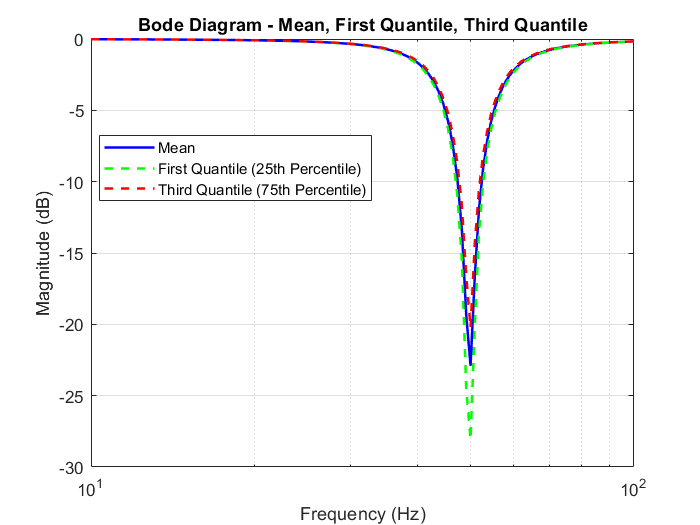 Bode Diagram - Mean, First Quantile, Third Quantile
0
-5
-10
-15
-20
-25
-30
Magnitude (dB)
Mean
First Quantile (25th Percentile)
Third Quantile (75th Percentile)
10¹ 10²
Frequency (Hz)